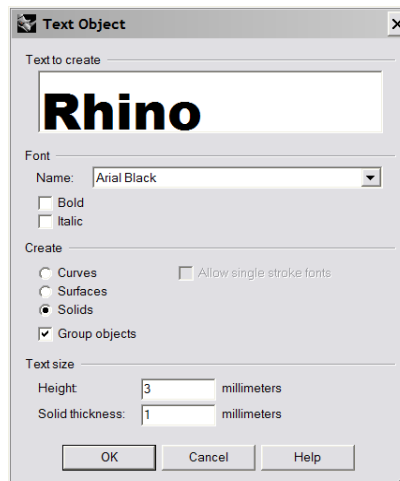 Text Object
Text to create
Rhino
Font
Name: Arial Black
Bold
Italic
Create
Curves Allow single stroke fonts
Surfaces
Solids
Group objects
Text size
Height: 3 millimeters
Solid thickness: 1 millimeters
OK Cancel Help